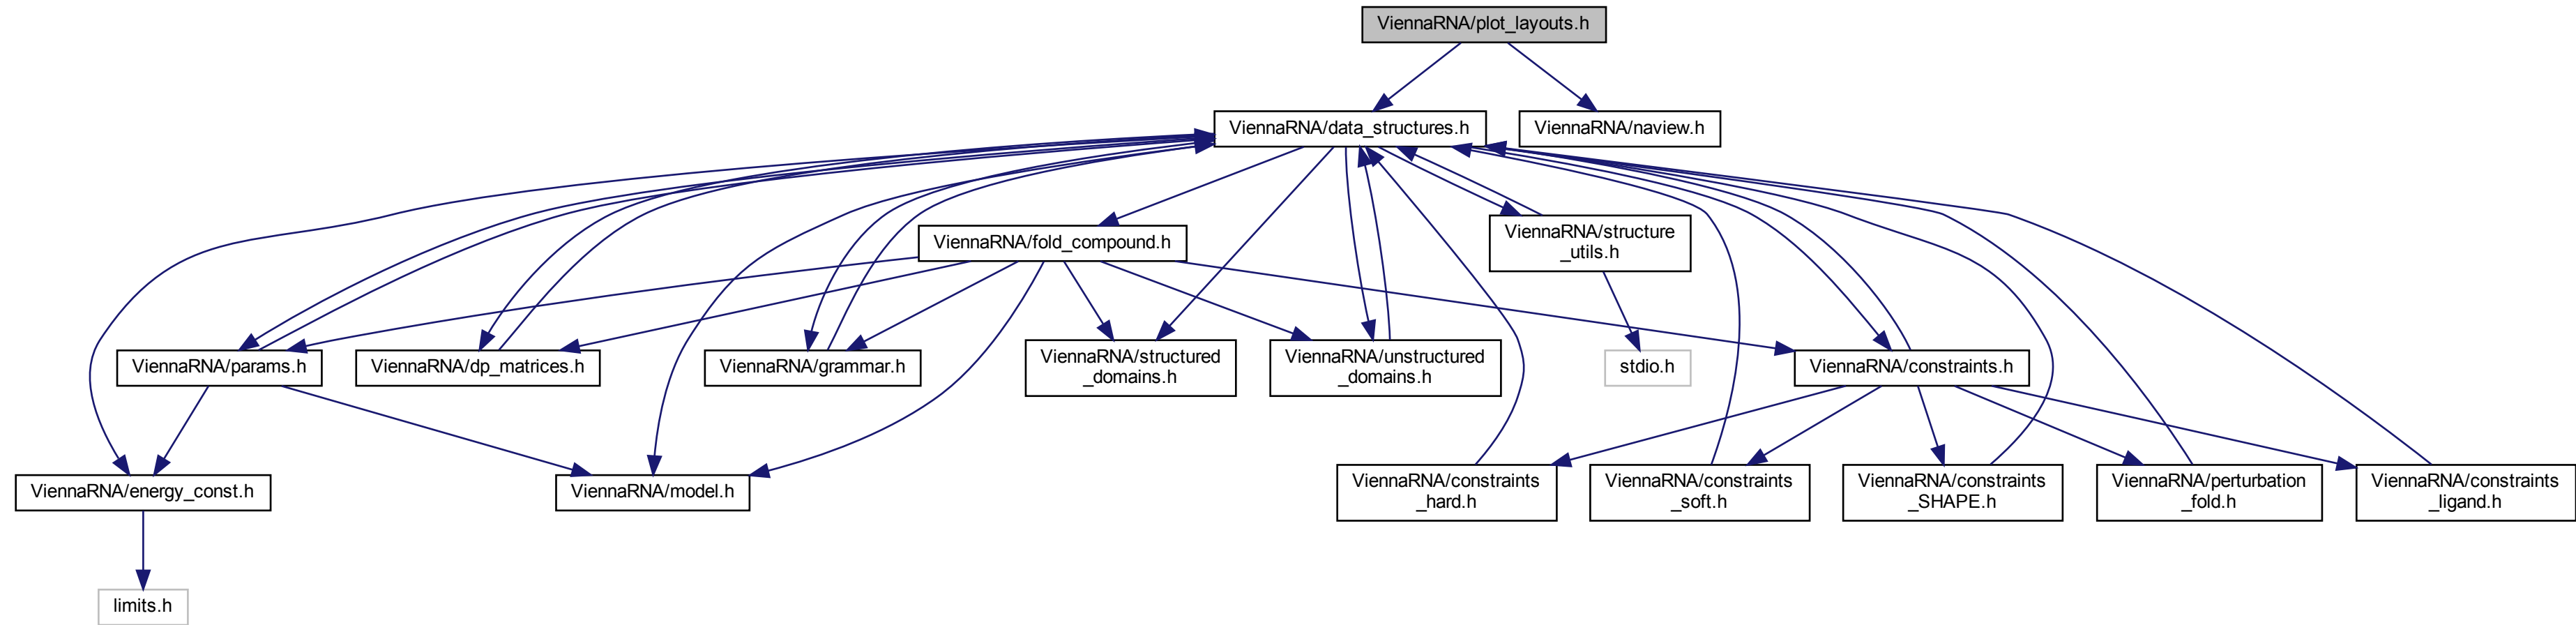 ViennaRNA/plot_layouts.h
ViennaRNA/data_structures.h
ViennaRNA/naview.h
ViennaRNA/structure
_utils.h
ViennaRNA/fold_compound.h
ViennaRNA/params.h
ViennaRNA/dp_matrices.h
ViennaRNA/grammar.h
ViennaRNA/structured
_domains.h
ViennaRNA/unstructured
_domains.h
stdio.h
ViennaRNA/constraints.h
ViennaRNA/energy_const.h
ViennaRNA/model.h
ViennaRNA/constraints
_hard.h
ViennaRNA/constraints
_soft.h
ViennaRNA/constraints
_SHAPE.h
ViennaRNA/perturbation
_fold.h
ViennaRNA/constraints
_ligand.h
limits.h